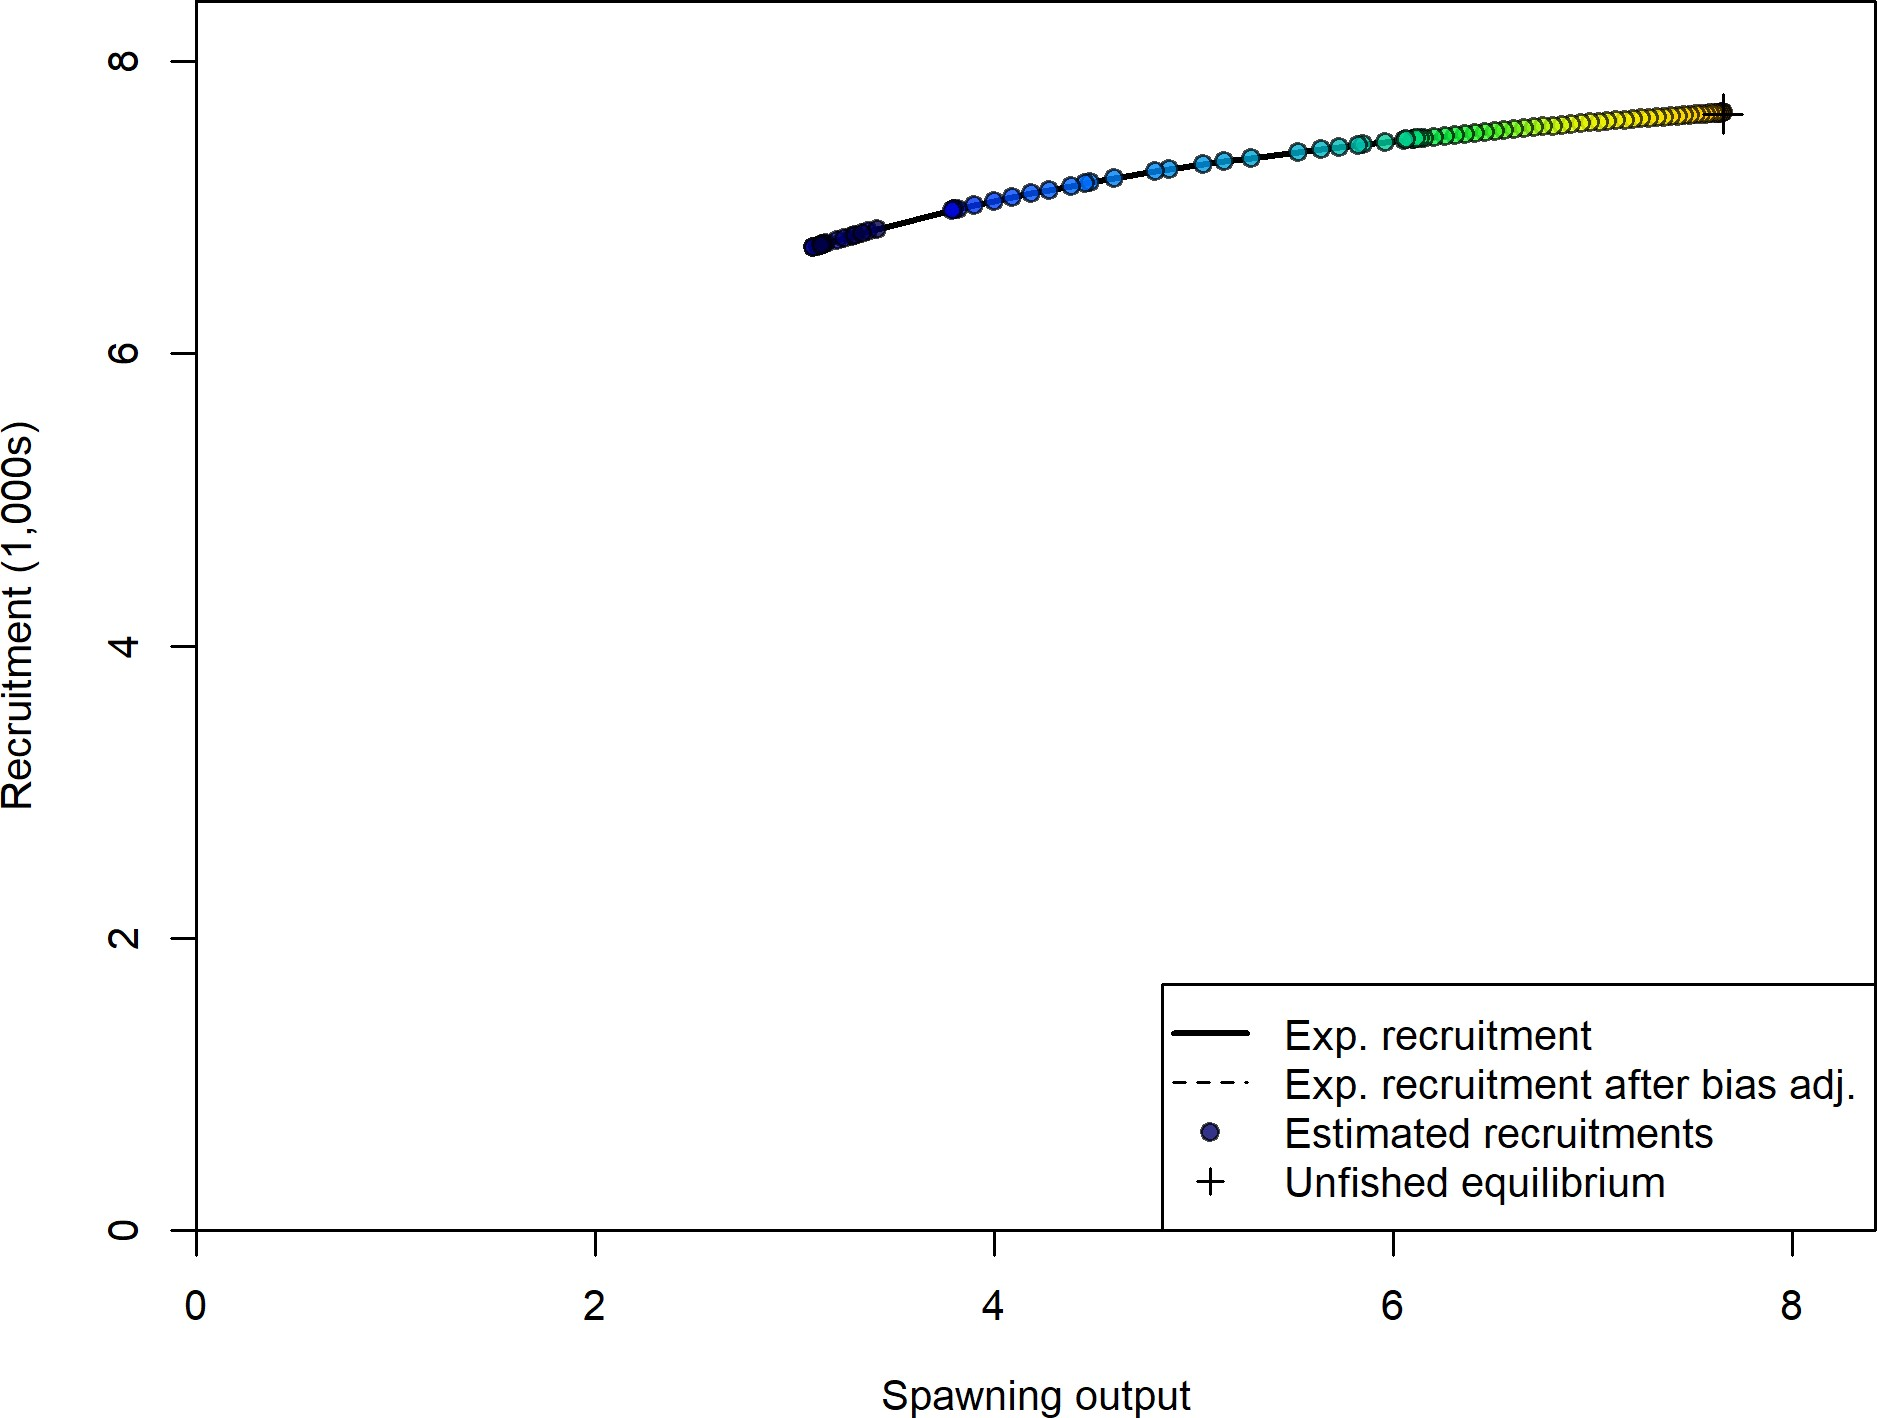 8
6
4
2
0
Recruitment (1,000s)
Exp. recruitment
Exp. recruitment after bias adj.
Estimated recruitments
Unfished equilibrium
0 2 4 6 8
Spawning output